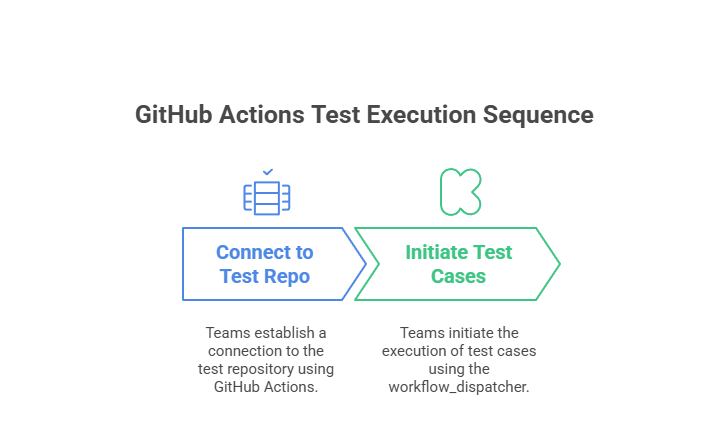 GitHub Actions Test Execution Sequence
Connect to
Test Repo
Teams establish a
connection to the
test repository using
GitHub Actions.
Initiate Test
Cases
Teams initiate the
execution of test cases
using the
workflow_dispatcher.